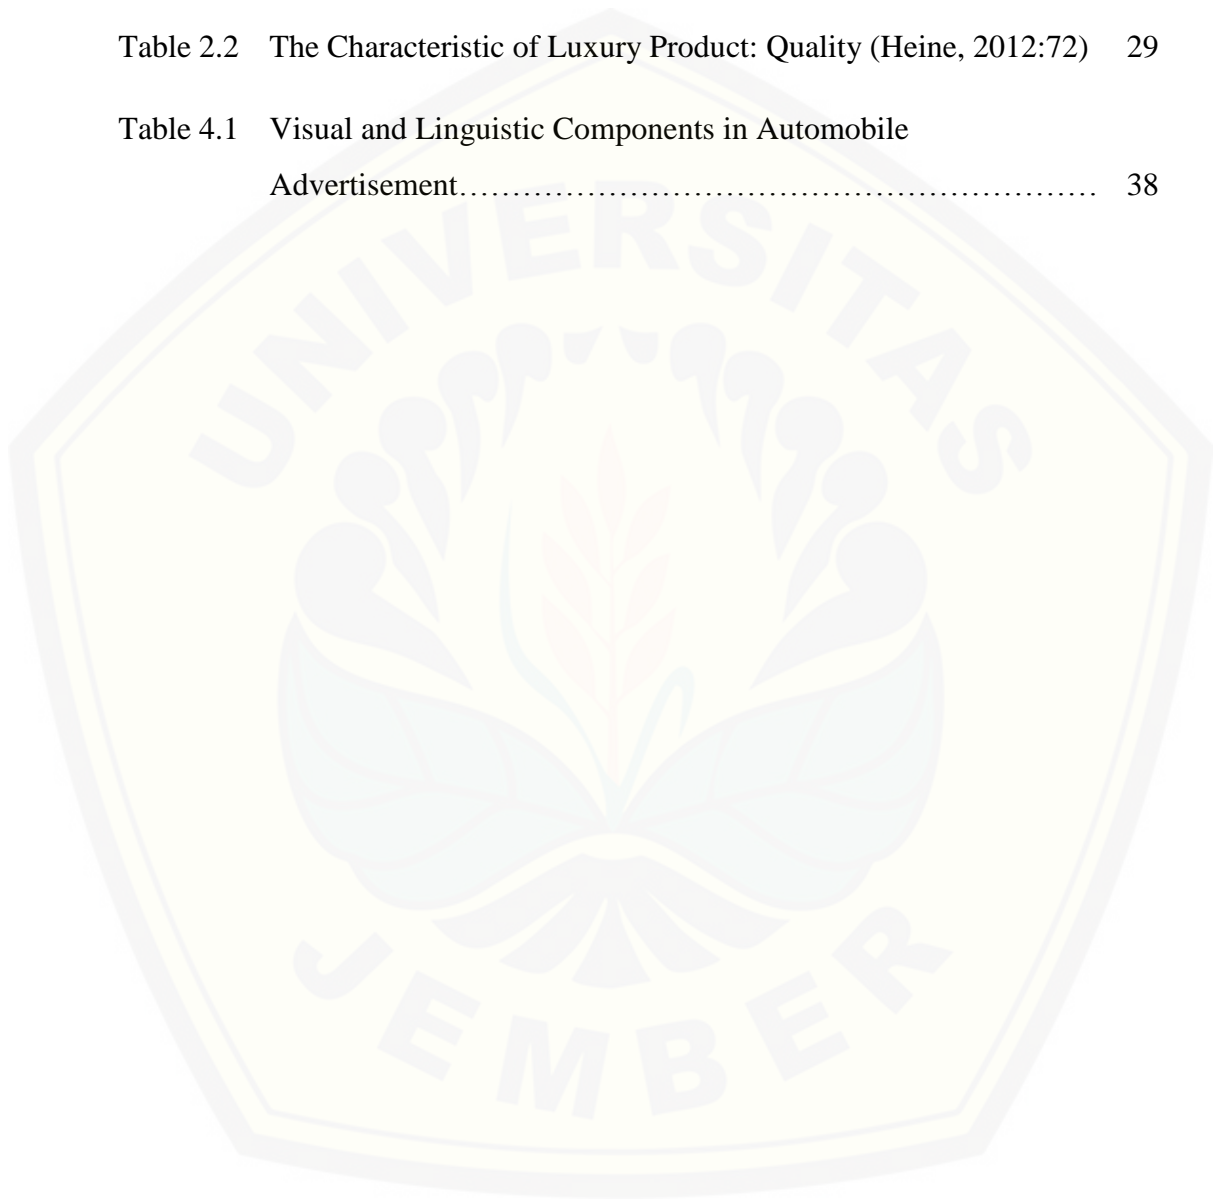 Table 2.2 The Characteristic of Luxury Product: Quality (Heine, 2012:72) 29
Table 4.1 Visual and Linguistic Components in Automobile
Advertisement………………………………………………… 38
UNIVERSITAS
JEMBER